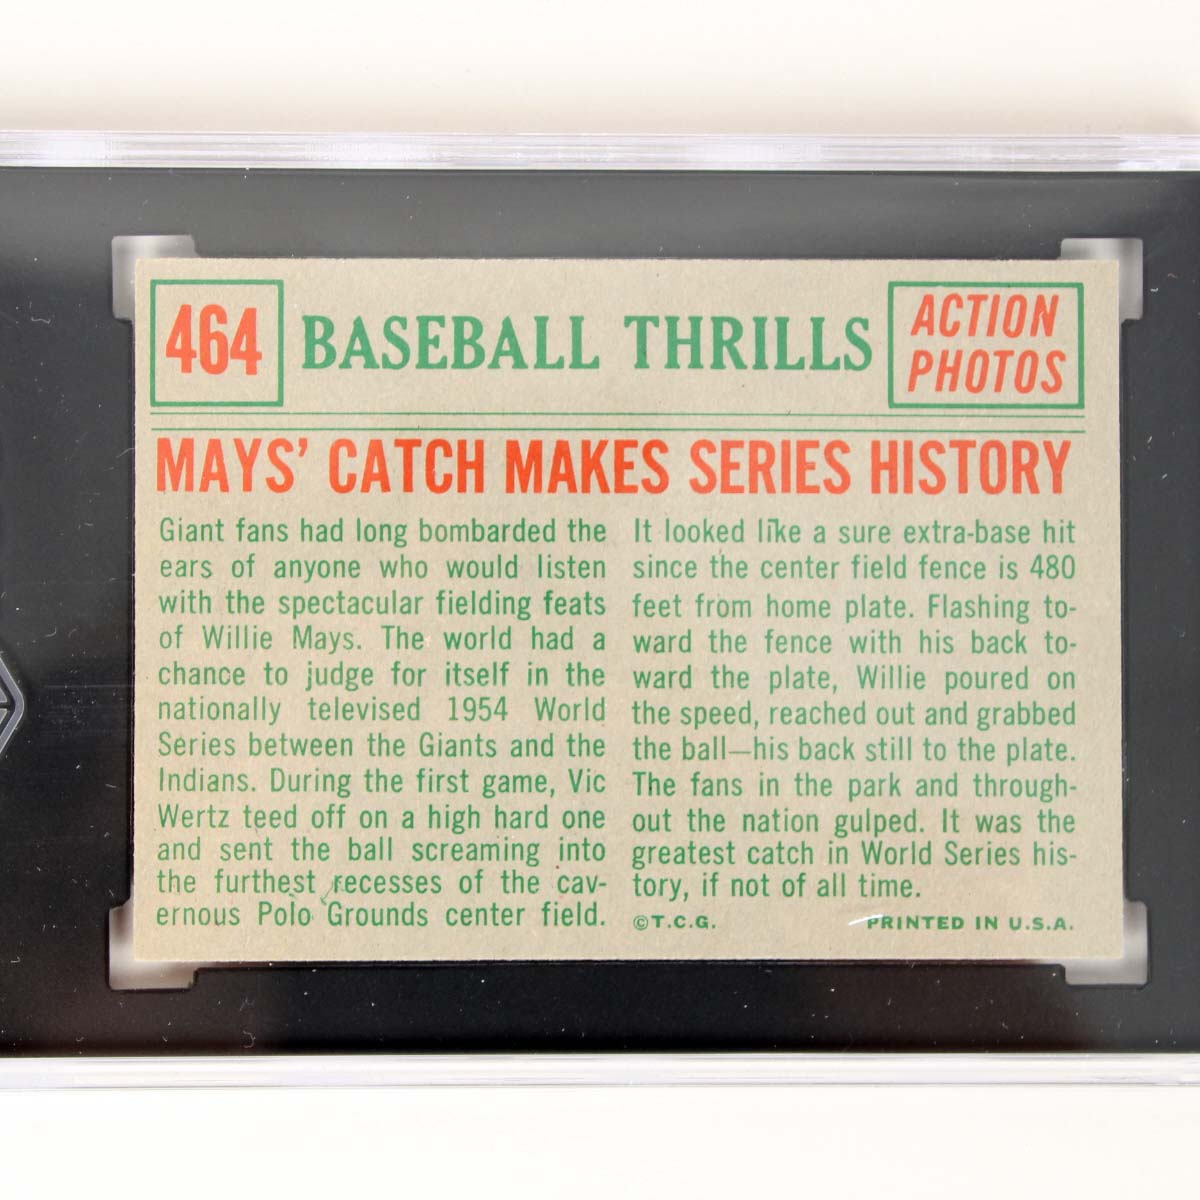 464
BASEBALL THRILLS
ACTION
PHOTOS
MAYS' CATCH MAKES SERIES HISTORY
Giant fans had long bombarded the
ears of anyone who would listen
with the spectacular fielding feats
of Willie Mays. The world had a
chance to judge for itself in the
nationally televised 1954 World
Series between the Giants and the
Indians. During the first game, Vic
Wertz teed off on a high hard one
and sent the ball screaming into
the furthest recesses of the cav-
ernous Polo Grounds center field.
It looked like a sure extra-base hit
since the center field fence is 480
feet from home plate. Flashing to-
ward the fence with his back to-
ward the plate, Willie poured on
the speed, reached out and grabbed
the ball—his back still to the plate.
The fans in the park and through-
out the nation gulped. It was the
greatest catch in World Series his-
tory, if not of all time.
©T.C.G.
PRINTED IN U.S.A.